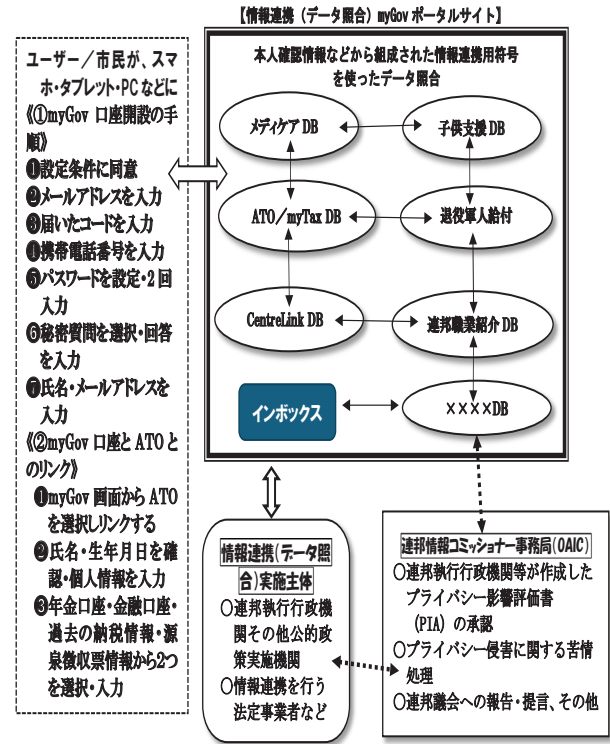 【情報連携（データ照合）myGov ポータルサイト】
ユーザー／市民が、スマ
ホ・タブレット・PCなどに
《①myGov 口座開設の手
順》
❶設定条件に同意
❷メールアドレスを入力
❸届いたコードを入力
❹携帯電話番号を入力
❺パスワードを設定・2回
入力
❻秘密質問を選択・回答
を入力
❼氏名・メールアドレスを
入力
《②myGov 口座と ATO と
のリンク》
❶myGov 画面から ATO
を選択しリンクする
❷氏名・生年月日を確
認・個人情報を入力
❸年金口座・金融口座・
過去の納税情報・源
泉徴収票情報から2つ
を選択・入力
本人確認情報などから組成された情報連携用符号
を使ったデータ照合
メディケア DB
子供支援 DB
ATO／myTax DB
退役軍人給付
CentreLink DB
連邦職業紹介 DB
インボックス
××××DB
情報連携（データ照
合）実施主体
○連邦執行行政機
関その他公的政
策実施機関
○情報連携を行う
法定事業者など
連邦情報コミッショナー事務局（OAIC）
○連邦執行行政機関等が作成した
プライバシー影響評価書
（PIA）の承認
○プライバシー侵害に関する苦情
処理
○連邦議会への報告・提言、その他